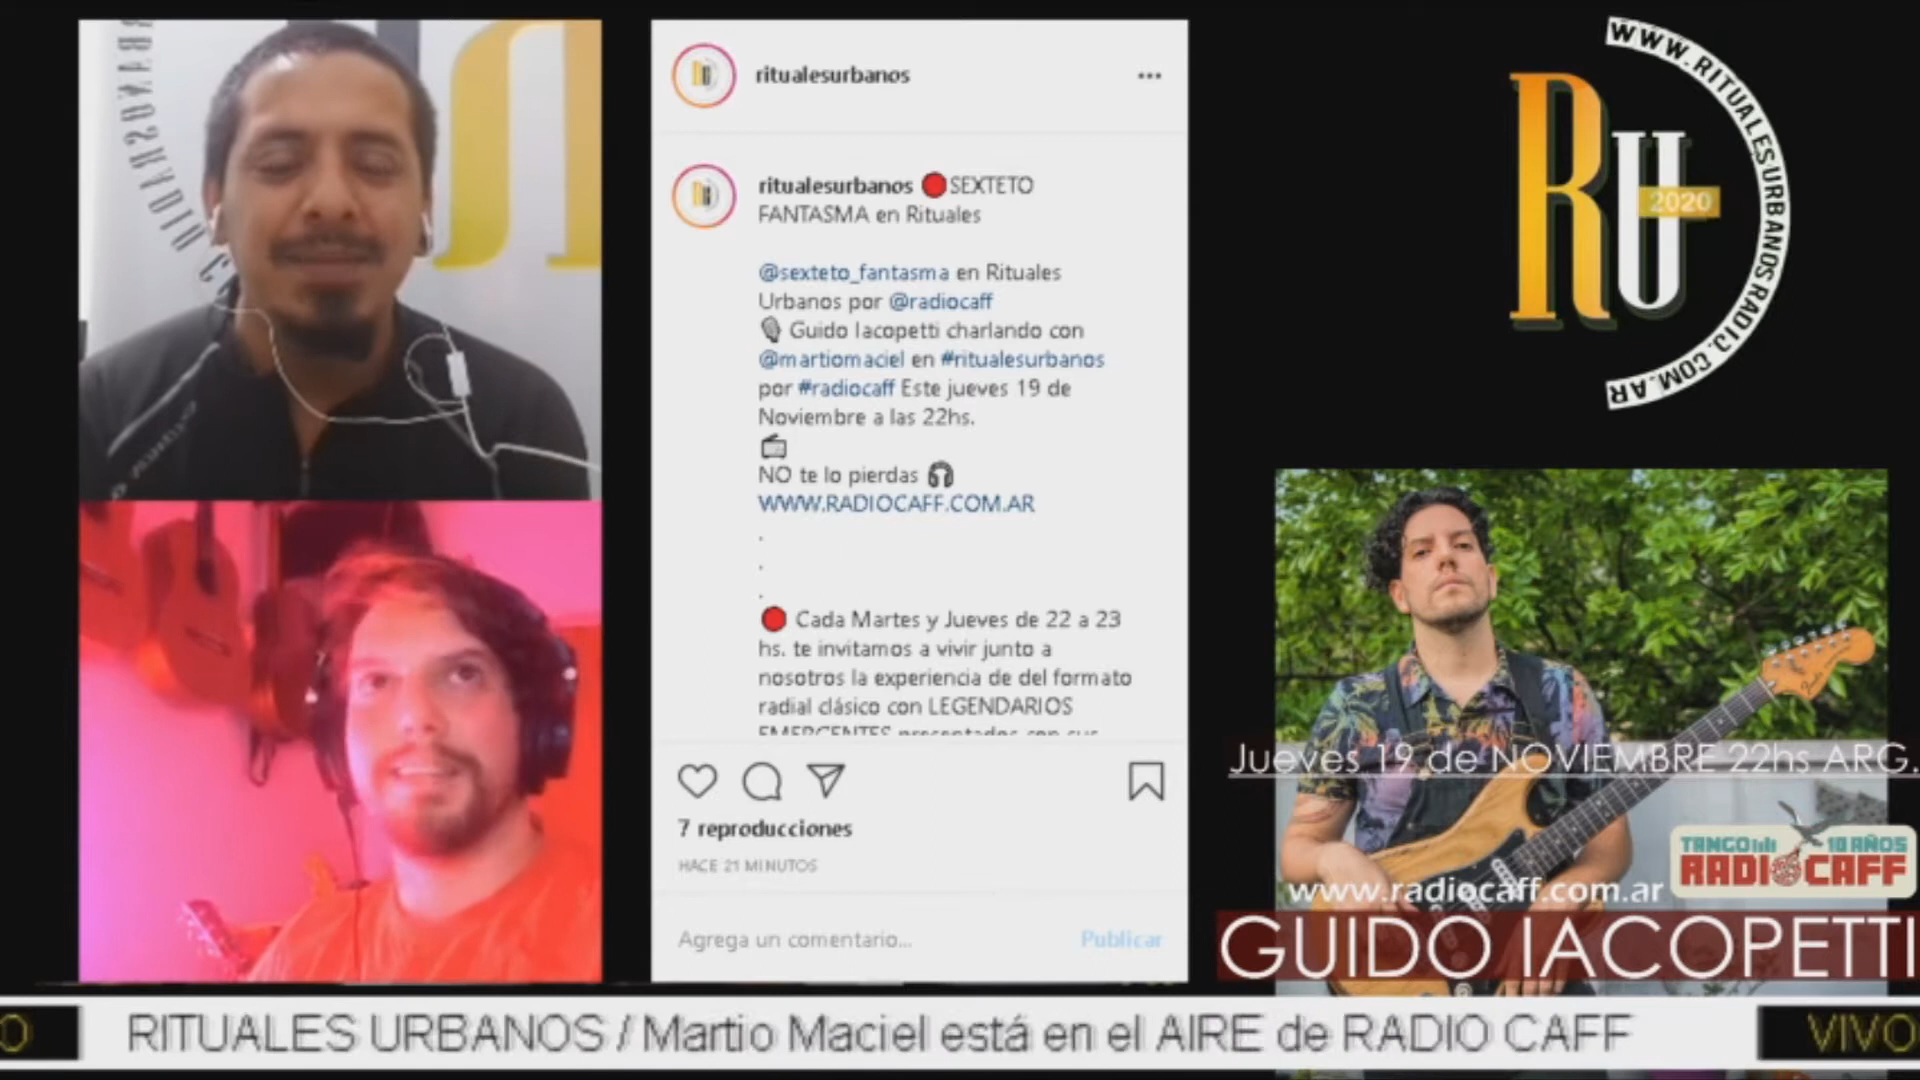 ritualesurbanos
ritualesurbanos 🔴SEXTETO
FANTASMA en Rituales
@sexteto_fantasma en Rituales
Urbanos por @radiocaff
🗣 Guido Iacopetti charlando con
@martiomaciel en #ritualesurbanos
por #radiocaff Este jueves 19 de
Noviembre a las 22hs.
📻
NO te lo pierdas 🎧
WWW.RADIOCAFF.COM.AR
.
.
.
🔴 Cada Martes y Jueves de 22 a 23
hs. te invitamos a vivir junto a
nosotros la experiencia de del formato
radial clásico con LEGENDARIOS
EMERGENTES presentados con sus
7 reproducciones
HACE 21 MINUTOS
Agrega un comentario...
Publicar
WWW.RITUALESURBANOSRADIO.COM.AR
RU
2020
Jueves 19 de NOVIEMBRE 22hs ARG.
TANGO 10 AÑOS
RADIOCAFF
www.radiocaff.com.ar
GUIDO IACOPETTI
RITUALES URBANOS / Martio Maciel está en el AIRE de RADIO CAFF
VIVO